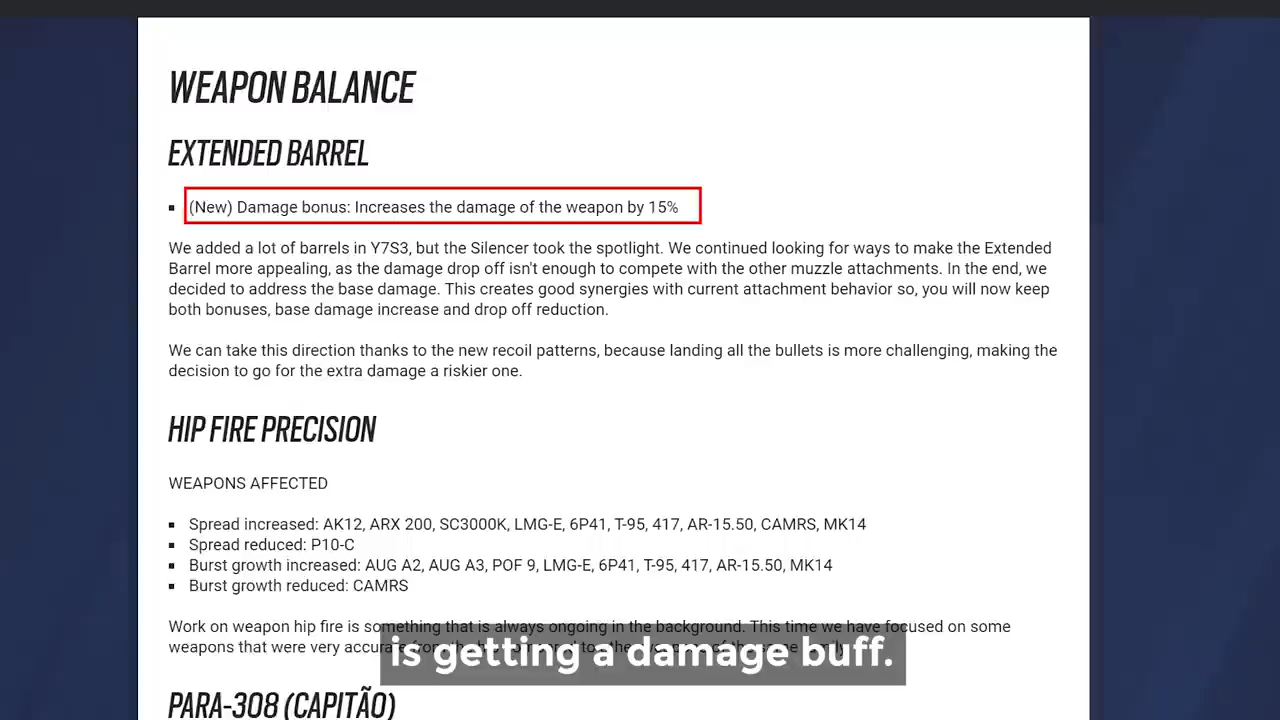 WEAPON BALANCE
EXTENDED BARREL
▪ (New) Damage bonus: Increases the damage of the weapon by 15%
We added a lot of barrels in Y7S3, but the Silencer took the spotlight. We continued looking for ways to make the Extended
Barrel more appealing, as the damage drop off isn't enough to compete with the other muzzle attachments. In the end, we
decided to address the base damage. This creates good synergies with current attachment behavior so, you will now keep
both bonuses, base damage increase and drop off reduction.
We can take this direction thanks to the new recoil patterns, because landing all the bullets is more challenging, making the
decision to go for the extra damage a riskier one.
HIP FIRE PRECISION
WEAPONS AFFECTED
▪ Spread increased: AK12, ARX 200, SC3000K, LMG-E, 6P41, T-95, 417, AR-15.50, CAMRS, MK14
▪ Spread reduced: P10-C
▪ Burst growth increased: AUG A2, AUG A3, POF 9, LMG-E, 6P41, T-95, 417, AR-15.50, MK14
▪ Burst growth reduced: CAMRS
Work on weapon hip fire is something that is always ongoing in the background. This time we have focused on some
weapons that were very accurate
is getting a damage buff.
PARA-308 (CAPITÃO)